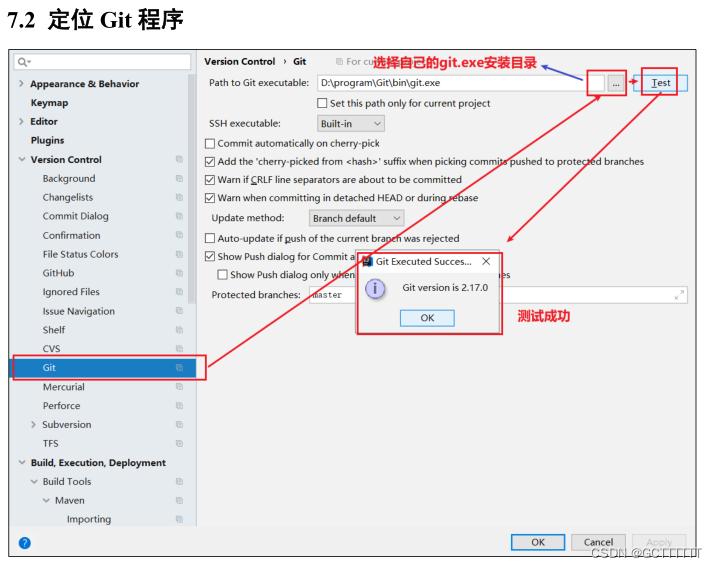 7.2 定位 Git 程序
Version Control › Git
For cu
选择自己的git.exe安装目录
Appearance & Behavior
Keymap
Editor
Plugins
Version Control
Background
Changelists
Commit Dialog
Confirmation
File Status Colors
GitHub
Ignored Files
Issue Navigation
Shelf
CVS
Git
Mercurial
Perforce
Subversion
TFS
Build, Execution, Deployment
Build Tools
Maven
Importing
Path to Git executable: D:\program\Git\bin\git.exe ... Test
Set this path only for current project
SSH executable: Built-in
Commit automatically on cherry-pick
Add the 'cherry-picked from <hash>' suffix when picking commits pushed to protected branches
Warn if CRLF line separators are about to be committed
Warn when committing in detached HEAD or during rebase
Update method: Branch default
Auto-update if push of the current branch was rejected
Show Push dialog for Commit a
Show Push dialog only when
Protected branches: master
Git Executed Succes...
Git version is 2.17.0
OK
测试成功
OK Cancel Apply
CSDN @GCTTTTTT